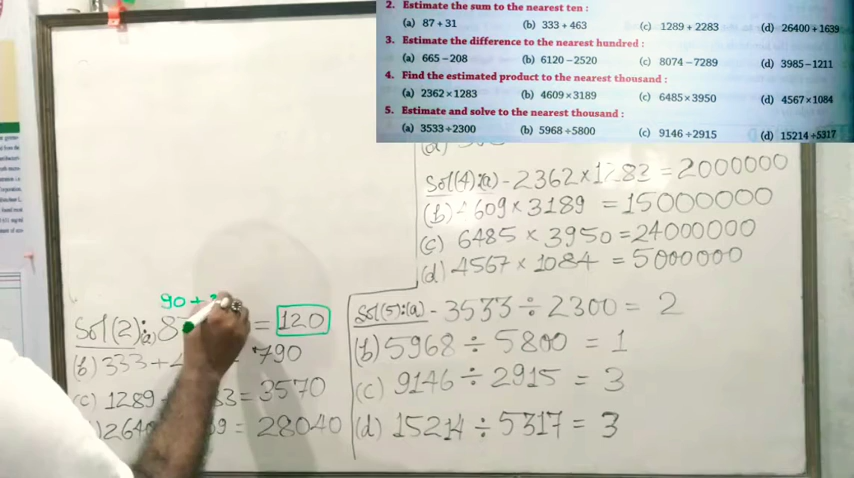 2. Estimate the sum to the nearest ten :
(a) 87 + 31 (b) 333 + 463 (c) 1289 + 2283 (d) 26400 + 1639
3. Estimate the difference to the nearest hundred :
(a) 665 – 208 (b) 6120 – 2520 (c) 8074 – 7289 (d) 3985 – 1211
4. Find the estimated product to the nearest thousand :
(a) 2362 × 1283 (b) 4609 × 3189 (c) 6485 × 3950 (d) 4567 × 1084
5. Estimate and solve to the nearest thousand :
(a) 3533 ÷ 2300 (b) 5968 ÷ 5800 (c) 9146 ÷ 2915 (d) 15214 ÷ 5317
Sol(4):(a) - 2362 × 1283 = 2000000
(b) 4609 × 3189 = 15000000
(c) 6485 × 3950 = 24000000
(d) 4567 × 1084 = 5000000
90 +
Sol(2):a = 120
(b) 333 + = 790
(c) 1289 = 3570
= 28040
Sol(5):(a) - 3533 ÷ 2300 = 2
(b) 5968 ÷ 5800 = 1
(c) 9146 ÷ 2915 = 3
(d) 15214 ÷ 5317 = 3